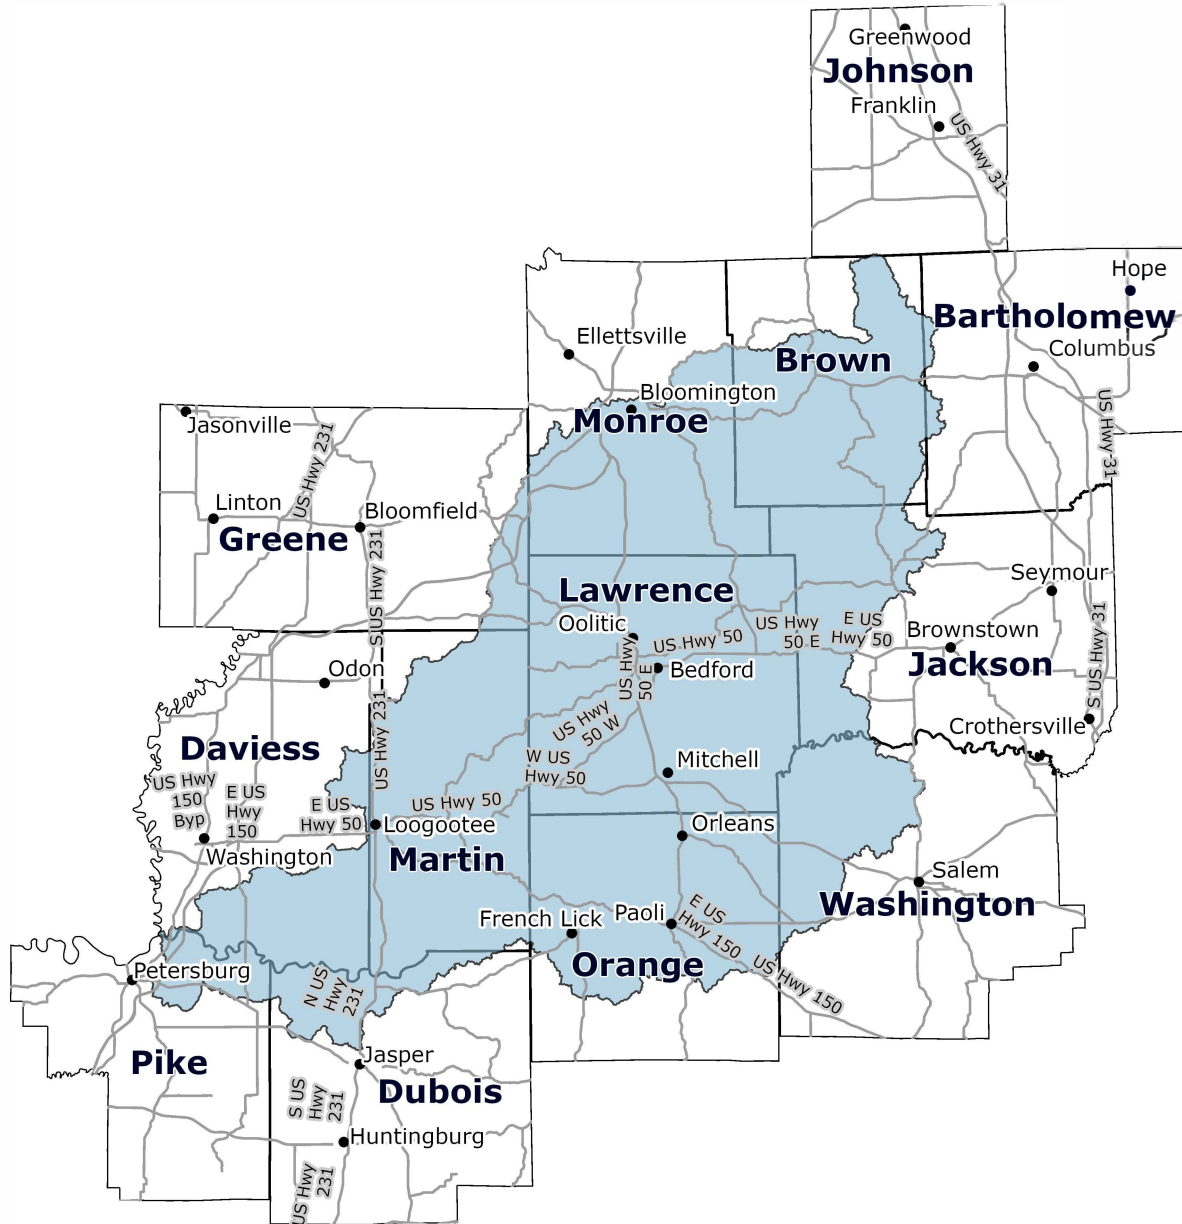 Greenwood
Johnson
Franklin
US Hwy 31
Hope
Bartholomew
Columbus
Ellettsville
Brown
Bloomington
Monroe
US Hwy 31
Jasonville
US Hwy 231
Linton
Bloomfield
Greene
S US Hwy 231
Lawrence
Seymour
Oolitic
US Hwy
50 E
US Hwy 50
US Hwy
50 E
E US
Hwy 50
Brownstown
Bedford
Jackson
S US Hwy 31
Odon
Crothersville
US Hwy 231
Daviess
US Hwy
50 W
W US
Hwy 50
Mitchell
US Hwy
150
Byp
E US
Hwy
150
E US
Hwy 50
US Hwy 50
Loogootee
Orleans
Washington
Martin
Salem
Washington
French Lick
Paoli
E US
Hwy 150
Orange
US Hwy 150
Petersburg
N US
Hwy
231
Pike
Jasper
Dubois
S US
Hwy
231
Huntingburg
US Hwy
231